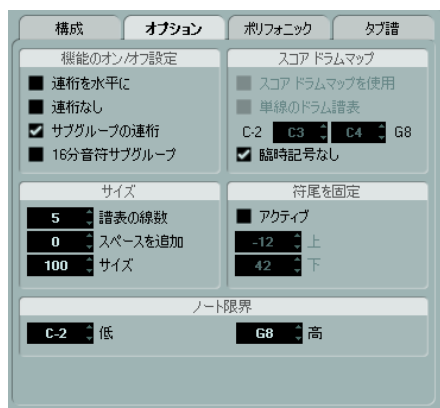 構成 オプション ポリフォニック タブ譜
機能のオン/オフ設定
連桁を水平に
連桁なし
サブグループの連桁
16分音符サブグループ
スコア ドラムマップ
スコア ドラムマップを使用
単線のドラム譜表
C-2 C3 C4 G8
臨時記号なし
サイズ
5 譜表の線数
0 スペースを追加
100 サイズ
符尾を固定
アクティブ
-12 上
42 下
ノート限界
C-2 低 G8 高